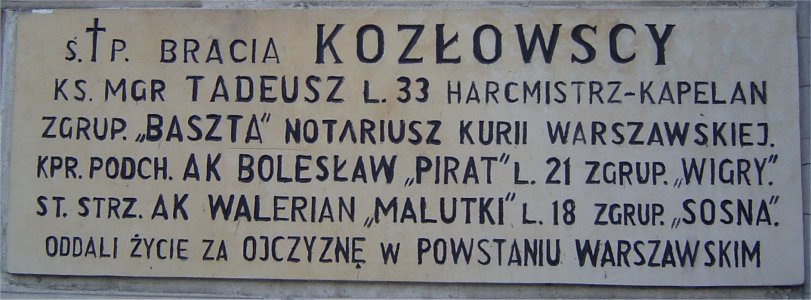 Ś.†P. BRACIA KOZŁOWSCY
KS. MGR TADEUSZ L. 33 HARCMISTRZ-KAPELAN
ZGRUP. „BASZTA" NOTARIUSZ KURII WARSZAWSKIEJ.
KPR. PODCH. AK BOLESŁAW „PIRAT" L. 21 ZGRUP. „WIGRY".
ST. STRZ. AK WALERIAN „MALUTKI" L. 18 ZGRUP. „SOSNA".
ODDALI ŻYCIE ZA OJCZYZNĘ W POWSTANIU WARSZAWSKIM